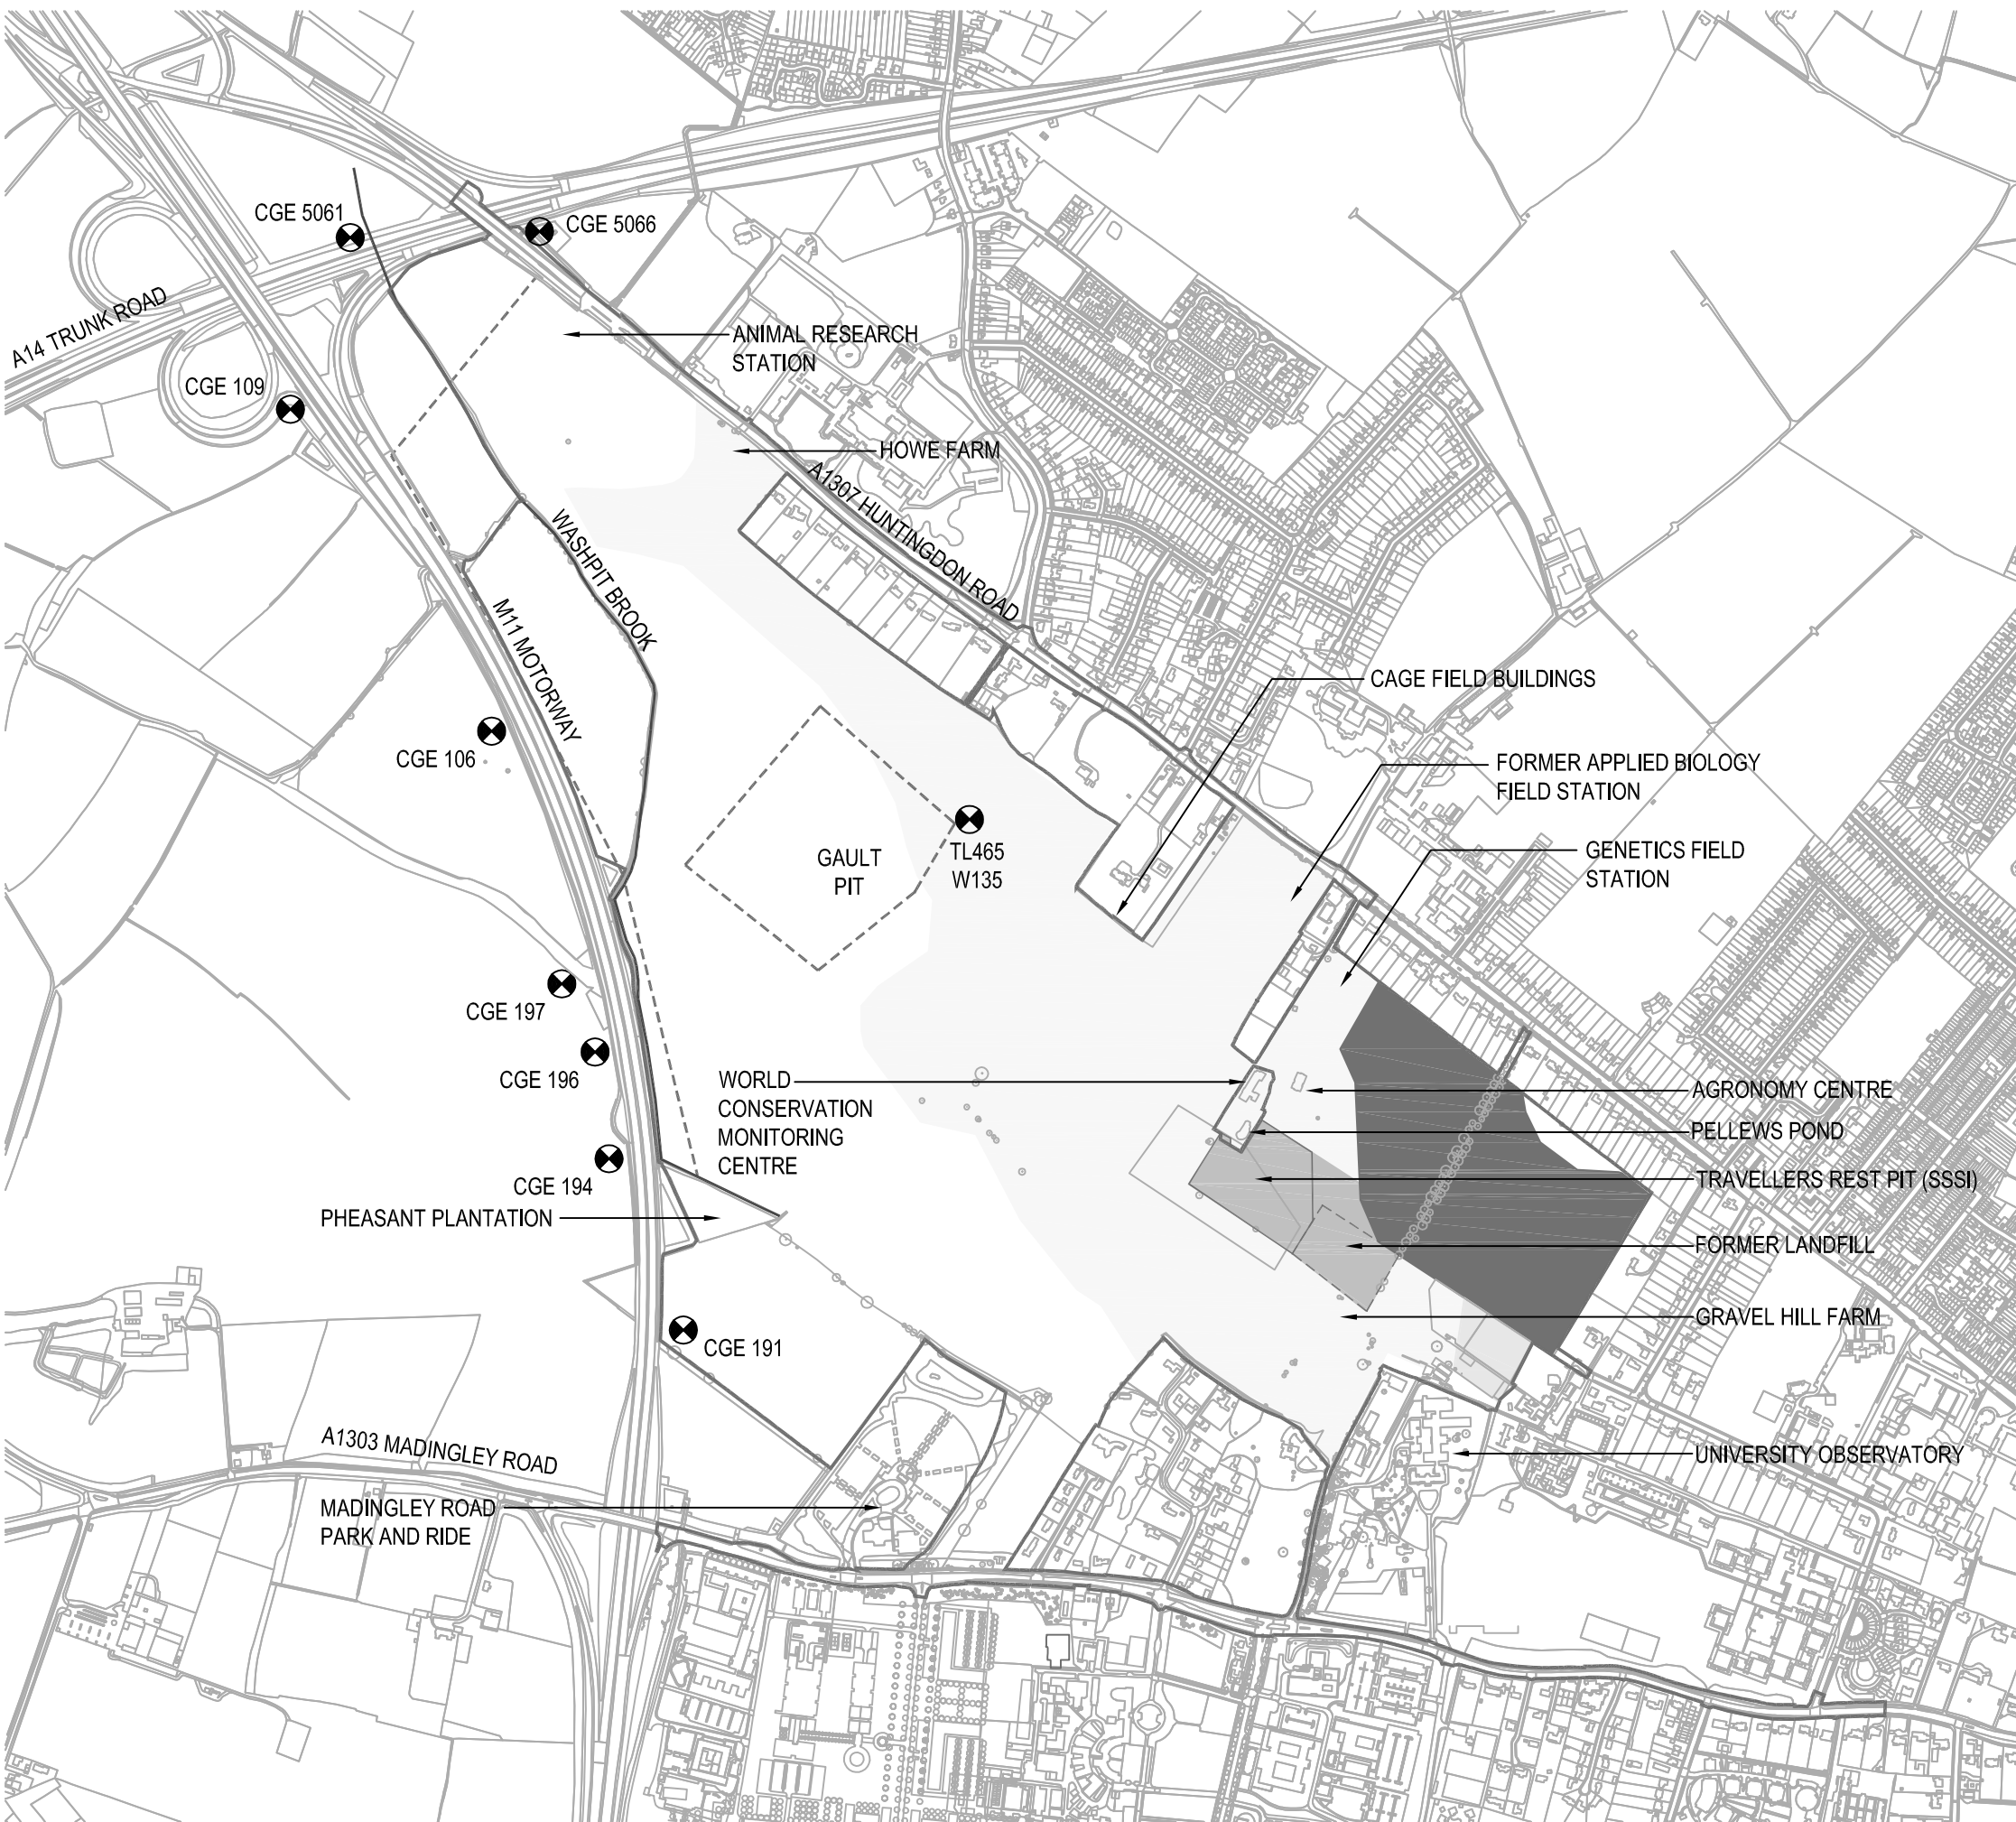 CGE 5061
CGE 5066
A14 TRUNK ROAD
ANIMAL RESEARCH
STATION
CGE 109
HOWE FARM
A1307 HUNTINGDON ROAD
WASHPIT BROOK
M11 MOTORWAY
CAGE FIELD BUILDINGS
CGE 106
FORMER APPLIED BIOLOGY
FIELD STATION
GAULT
PIT
TL465
W135
GENETICS FIELD
STATION
CGE 197
CGE 196
WORLD
CONSERVATION
MONITORING
CENTRE
AGRONOMY CENTRE
PELLEWS POND
CGE 194
TRAVELLERS REST PIT (SSSI)
PHEASANT PLANTATION
FORMER LANDFILL
GRAVEL HILL FARM
CGE 191
A1303 MADINGLEY ROAD
UNIVERSITY OBSERVATORY
MADINGLEY ROAD
PARK AND RIDE